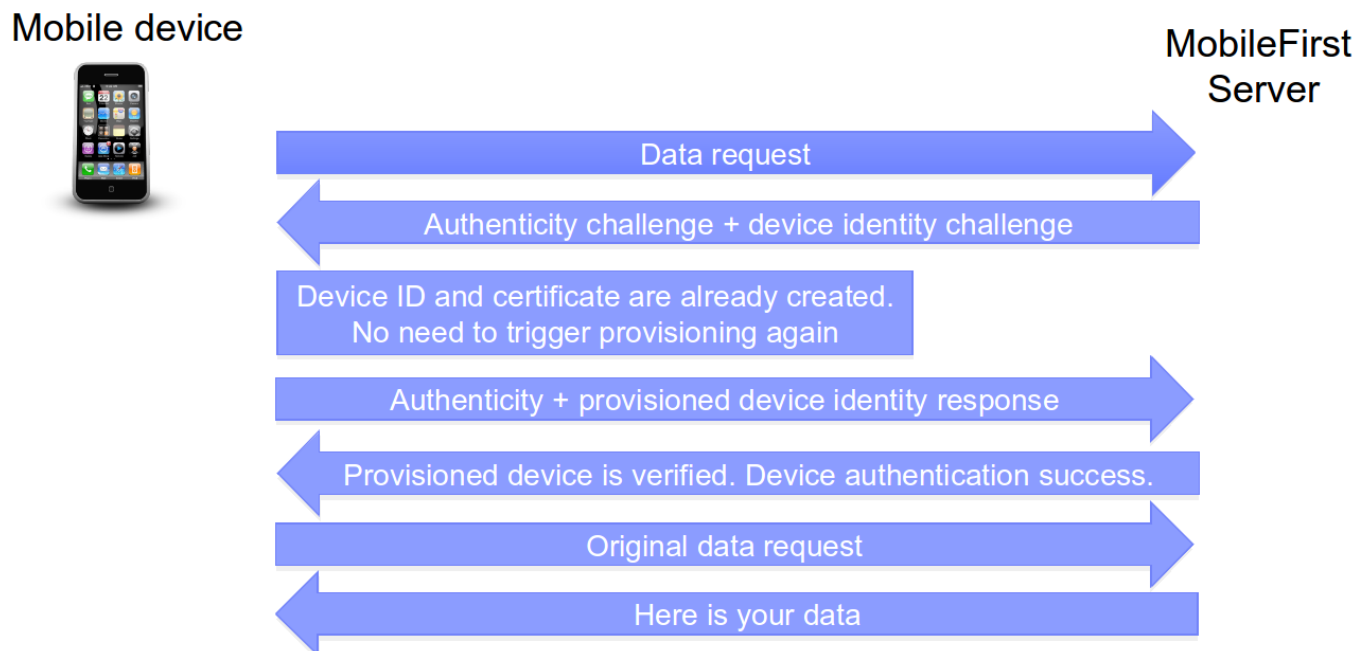 Mobile device
MobileFirst
Server
Data request
Authenticity challenge + device identity challenge
Device ID and certificate are already created.
No need to trigger provisioning again
Authenticity + provisioned device identity response
Provisioned device is verified. Device authentication success.
Original data request
Here is your data